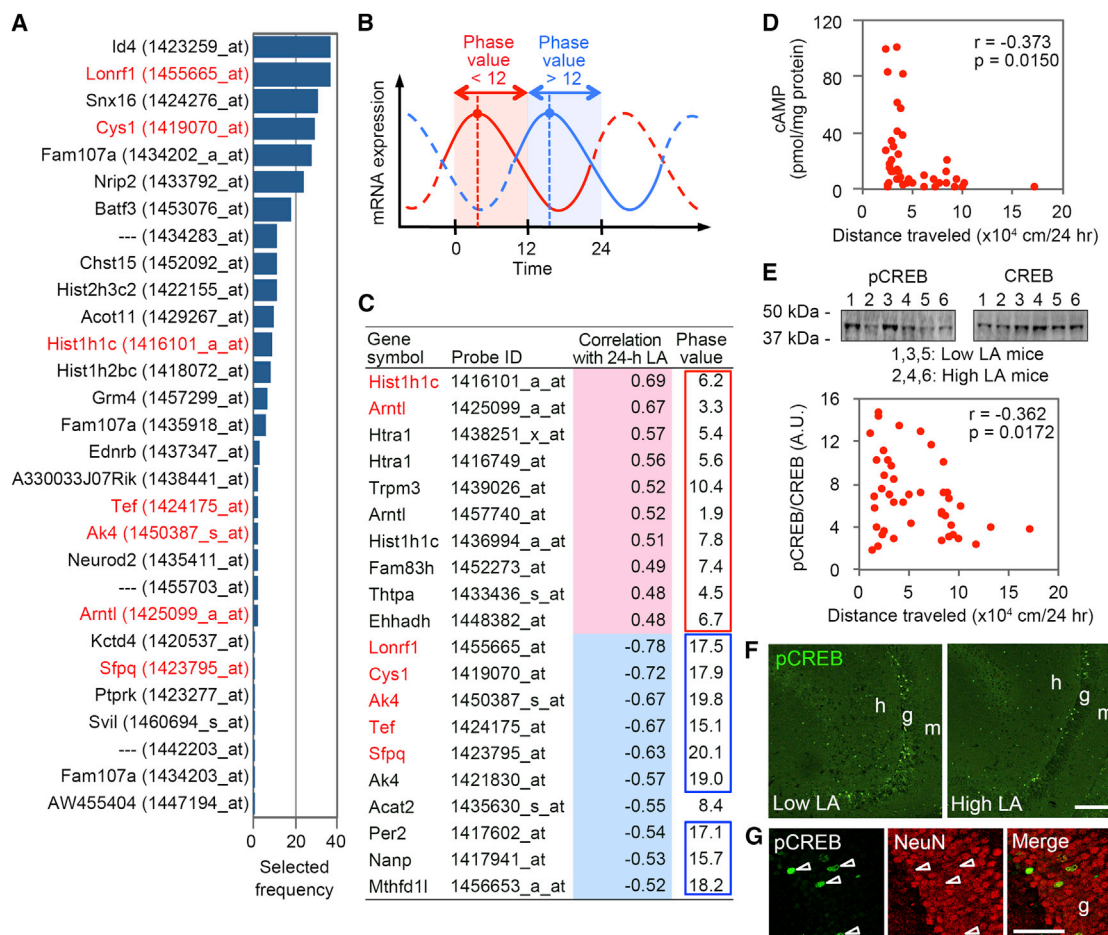 A
Id4 (1423259_at)
Lonrf1 (1455665_at)
Snx16 (1424276_at)
Cys1 (1419070_at)
Fam107a (1434202_a_at)
Nrip2 (1433792_at)
Batf3 (1453076_at)
--- (1434283_at)
Chst15 (1452092_at)
Hist2h3c2 (1422155_at)
Acot11 (1429267_at)
Hist1h1c (1416101_a_at)
Hist1h2bc (1418072_at)
Grm4 (1457299_at)
Fam107a (1435918_at)
Ednrb (1437347_at)
A330033J07Rik (1438441_at)
Tef (1424175_at)
Ak4 (1450387_s_at)
Neurod2 (1435411_at)
--- (1455703_at)
Arntl (1425099_a_at)
Kctd4 (1420537_at)
Sfpq (1423795_at)
Ptprk (1423277_at)
Svil (1460694_s_at)
--- (1442203_at)
Fam107a (1434203_at)
AW455404 (1447194_at)
0 20 40
Selected
frequency
B
Phase
value
< 12
Phase
value
> 12
mRNA expression
0 12 24
Time
C
Gene symbol Probe ID Correlation with 24-h LA Phase value
Hist1h1c 1416101_a_at 0.69 6.2
Arntl 1425099_a_at 0.67 3.3
Htra1 1438251_x_at 0.57 5.4
Htra1 1416749_at 0.56 5.6
Trpm3 1439026_at 0.52 10.4
Arntl 1457740_at 0.52 1.9
Hist1h1c 1436994_a_at 0.51 7.8
Fam83h 1452273_at 0.49 7.4
Thtpa 1433436_s_at 0.48 4.5
Ehhadh 1448382_at 0.48 6.7
Lonrf1 1455665_at -0.78 17.5
Cys1 1419070_at -0.72 17.9
Ak4 1450387_s_at -0.67 19.8
Tef 1424175_at -0.67 15.1
Sfpq 1423795_at -0.63 20.1
Ak4 1421830_at -0.57 19.0
Acat2 1435630_s_at -0.55 8.4
Per2 1417602_at -0.54 17.1
Nanp 1417941_at -0.53 15.7
Mthfd1l 1456653_a_at -0.52 18.2
D
120
80
40
0
cAMP
(pmol/mg protein)
r = -0.373
p = 0.0150
0 5 10 15 20
Distance traveled (x10⁴ cm/24 hr)
E
pCREB CREB
1 2 3 4 5 6 1 2 3 4 5 6
50 kDa -
37 kDa -
1,3,5: Low LA mice
2,4,6: High LA mice
16
12
8
4
0
pCREB/CREB (A.U.)
r = -0.362
p = 0.0172
0 5 10 15 20
Distance traveled (x10⁴ cm/24 hr)
F
pCREB
h g m
Low LA
h g m
High LA
G
pCREB NeuN Merge
g